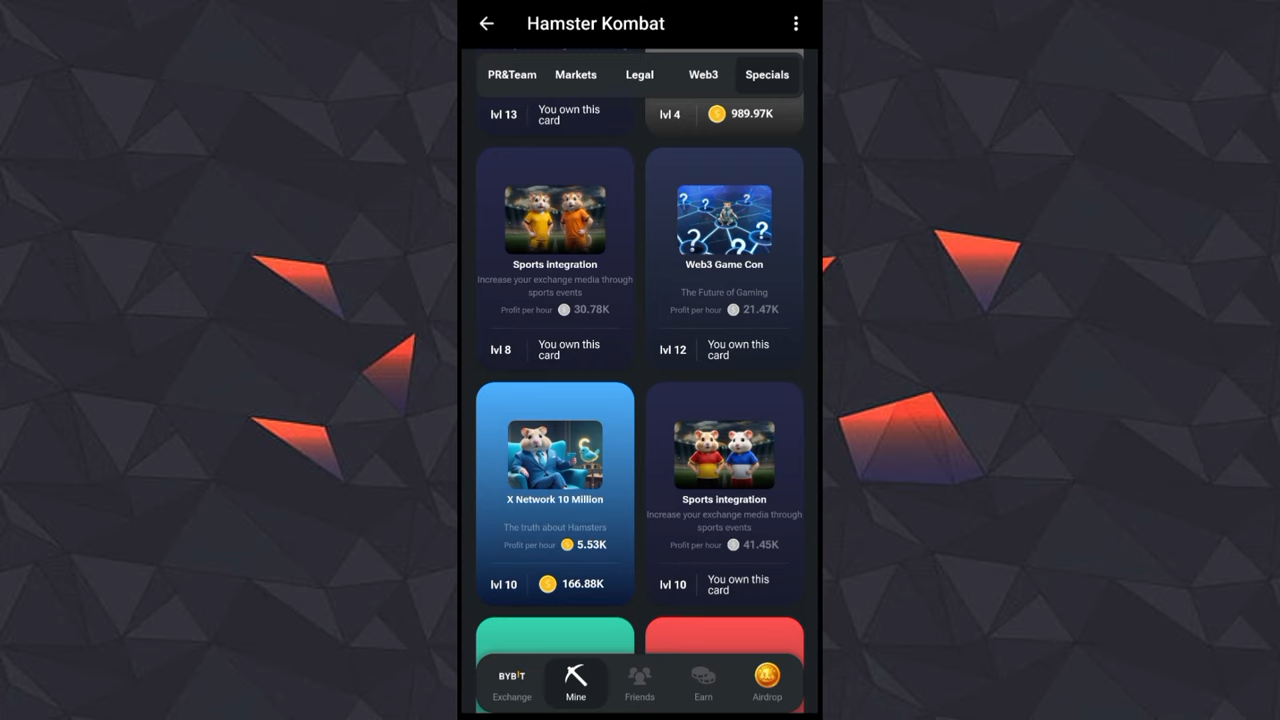 Hamster Kombat
PR&Team Markets Legal Web3 Specials
lvl 13 You own this
card
lvl 4 989.97K
Sports integration
Increase your exchange media through
sports events
Profit per hour 30.78K
lvl 8 You own this
card
Web3 Game Con
The Future of Gaming
Profit per hour 21.47K
lvl 12 You own this
card
X Network 10 Million
The truth about Hamsters
Profit per hour 5.53K
lvl 10 166.88K
Sports integration
Increase your exchange media through
sports events
Profit per hour 41.45K
lvl 10 You own this
card
BYBIT
Exchange Mine Friends Earn Airdrop